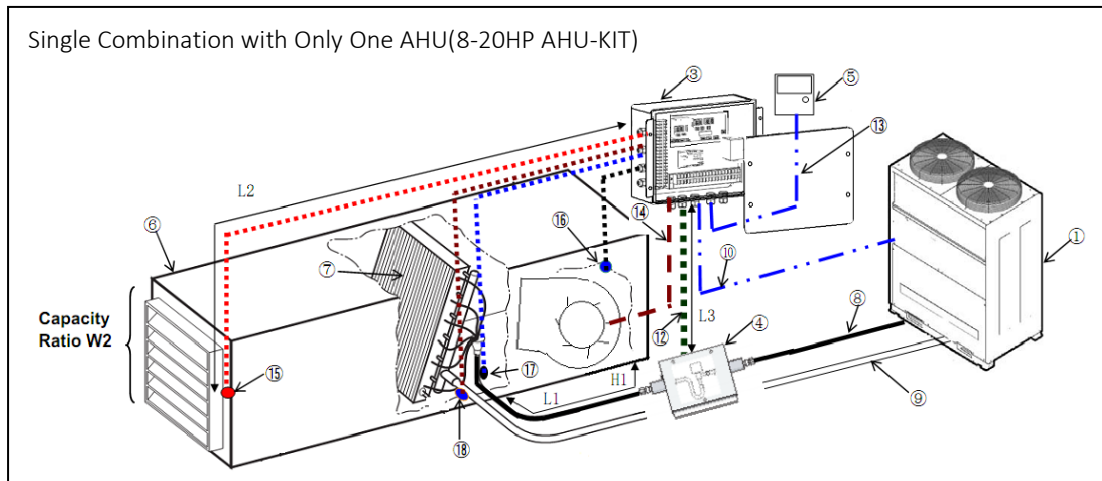 Single Combination with Only One AHU(8-20HP AHU-KIT)
③
⑤
⑬
L2
⑥
⑭
⑯
①
⑦
⑩
Capacity
Ratio W2
⑫
L3
④
⑧
⑮
⑰
H1
L1
⑨
⑱